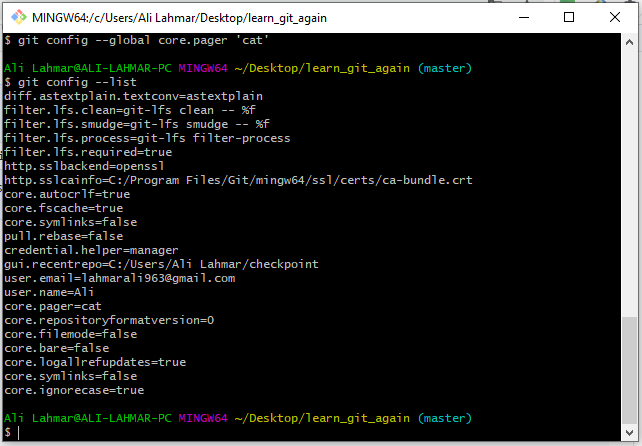 MINGW64:/c/Users/Ali Lahmar/Desktop/learn_git_again
$ git config --global core.pager 'cat'
Ali Lahmar@ALI-LAHMAR-PC MINGW64 ~/Desktop/learn_git_again (master)
$ git config --list
diff.astextplain.textconv=astextplain
filter.lfs.clean=git-lfs clean -- %f
filter.lfs.smudge=git-lfs smudge -- %f
filter.lfs.process=git-lfs filter-process
filter.lfs.required=true
http.sslbackend=openssl
http.sslcainfo=C:/Program Files/Git/mingw64/ssl/certs/ca-bundle.crt
core.autocrlf=true
core.fscache=true
core.symlinks=false
pull.rebase=false
credential.helper=manager
gui.recentrepo=C:/Users/Ali Lahmar/checkpoint
user.email=lahmarali963@gmail.com
user.name=Ali
core.pager=cat
core.repositoryformatversion=0
core.filemode=false
core.bare=false
core.logallrefupdates=true
core.symlinks=false
core.ignorecase=true
Ali Lahmar@ALI-LAHMAR-PC MINGW64 ~/Desktop/learn_git_again (master)
$